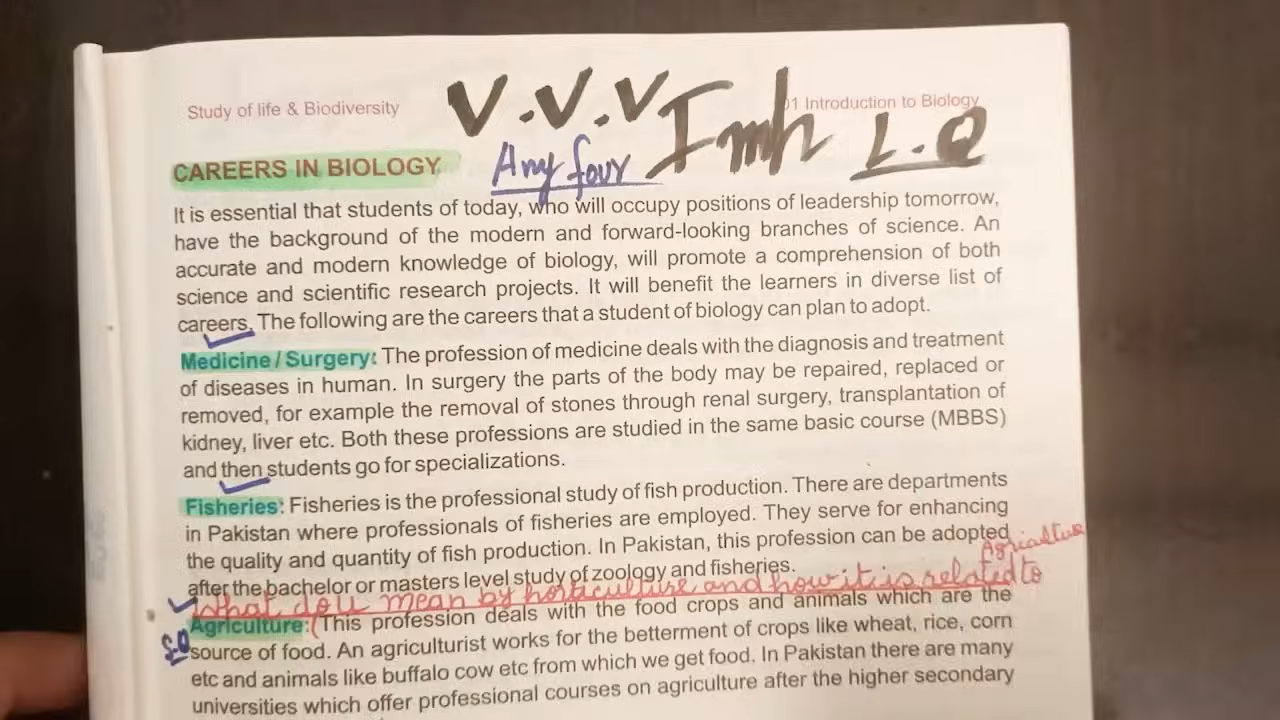 Study of life & Biodiversity
V.V.V Imp L.Q
01 Introduction to Biology
CAREERS IN BIOLOGY
Any four
It is essential that students of today, who will occupy positions of leadership tomorrow,
have the background of the modern and forward-looking branches of science. An
accurate and modern knowledge of biology, will promote a comprehension of both
science and scientific research projects. It will benefit the learners in diverse list of
careers. The following are the careers that a student of biology can plan to adopt.
Medicine / Surgery: The profession of medicine deals with the diagnosis and treatment
of diseases in human. In surgery the parts of the body may be repaired, replaced or
removed, for example the removal of stones through renal surgery, transplantation of
kidney, liver etc. Both these professions are studied in the same basic course (MBBS)
and then students go for specializations.
Fisheries: Fisheries is the professional study of fish production. There are departments
in Pakistan where professionals of fisheries are employed. They serve for enhancing
the quality and quantity of fish production. In Pakistan, this profession can be adopted
after the bachelor or masters level study of zoology and fisheries.
What do u mean by horticulture and how it is related to
Agriculture
Agriculture: (This profession deals with the food crops and animals which are the
S.Q
source of food. An agriculturist works for the betterment of crops like wheat, rice, corn
etc and animals like buffalo cow etc from which we get food. In Pakistan there are many
universities which offer professional courses on agriculture after the higher secondary